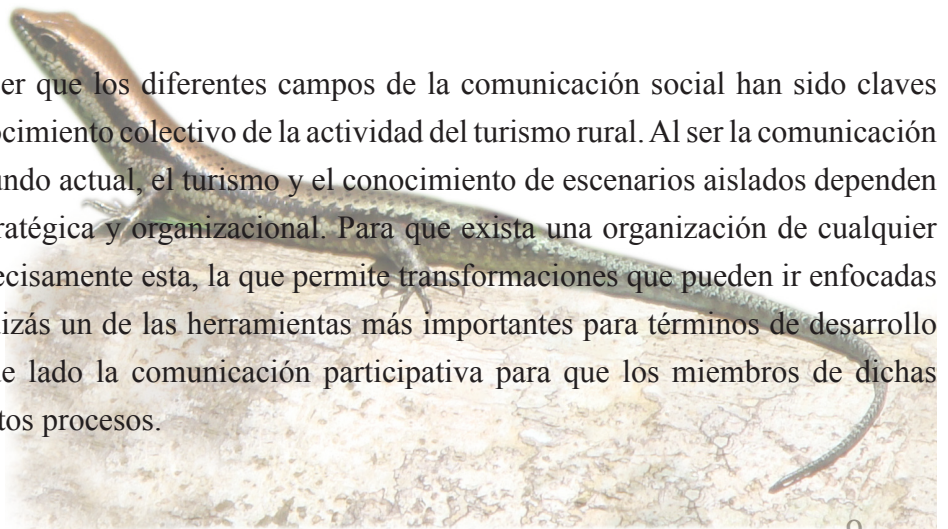 er que los diferentes campos de la comunicación social han sido claves
ocimiento colectivo de la actividad del turismo rural. Al ser la comunicación
undo actual, el turismo y el conocimiento de escenarios aislados dependen
ratégica y organizacional. Para que exista una organización de cualquier
ecisamente esta, la que permite transformaciones que pueden ir enfocadas
izás un de las herramientas más importantes para términos de desarrollo
e lado la comunicación participativa para que los miembros de dichas
tos procesos.